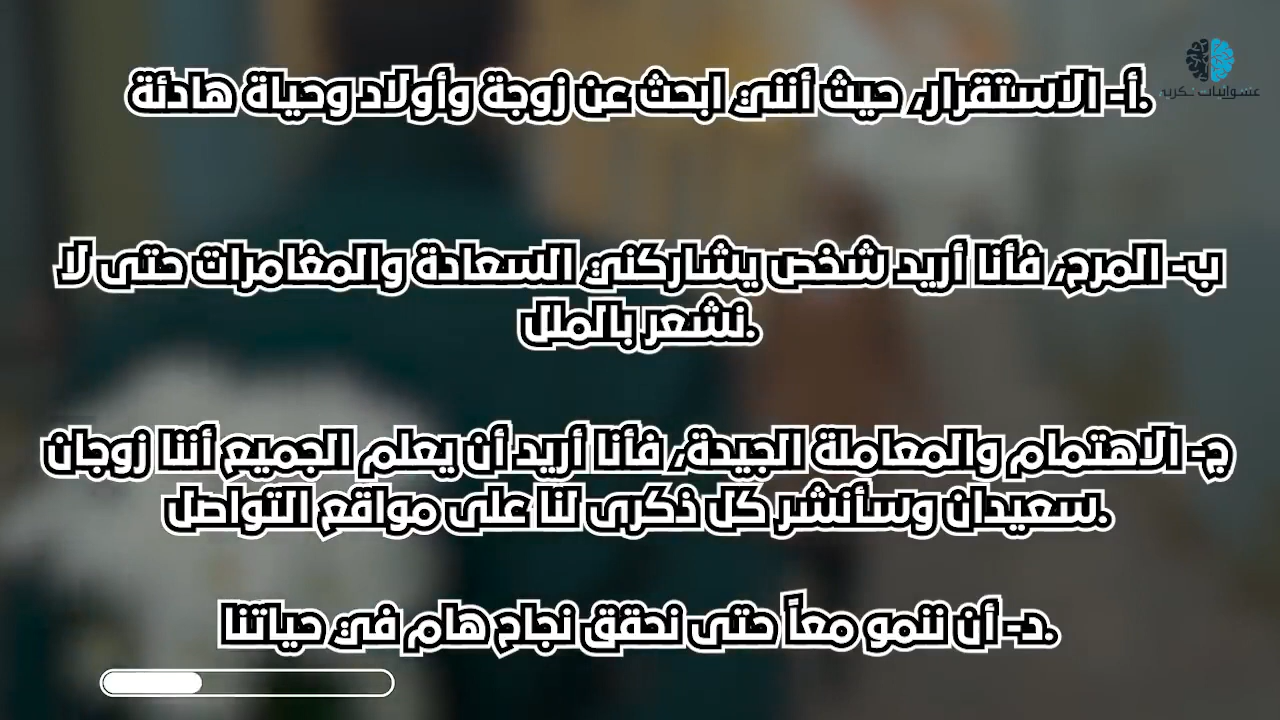 أ- الاستقرار، حيث أنني ابحث عن زوجة وأولاد وحياة هادئة.
ب- المرح، فأنا أريد شخص يشاركني السعادة والمغامرات حتى لا
نشعر بالملل.
ج- الاهتمام والمعاملة الجيدة، فأنا أريد أن يعلم الجميع أننا زوجان
سعيدان وسأنشر كل ذكرى لنا على مواقع التواصل.
د- أن ننمو معاً حتى نحقق نجاح هام في حياتنا.